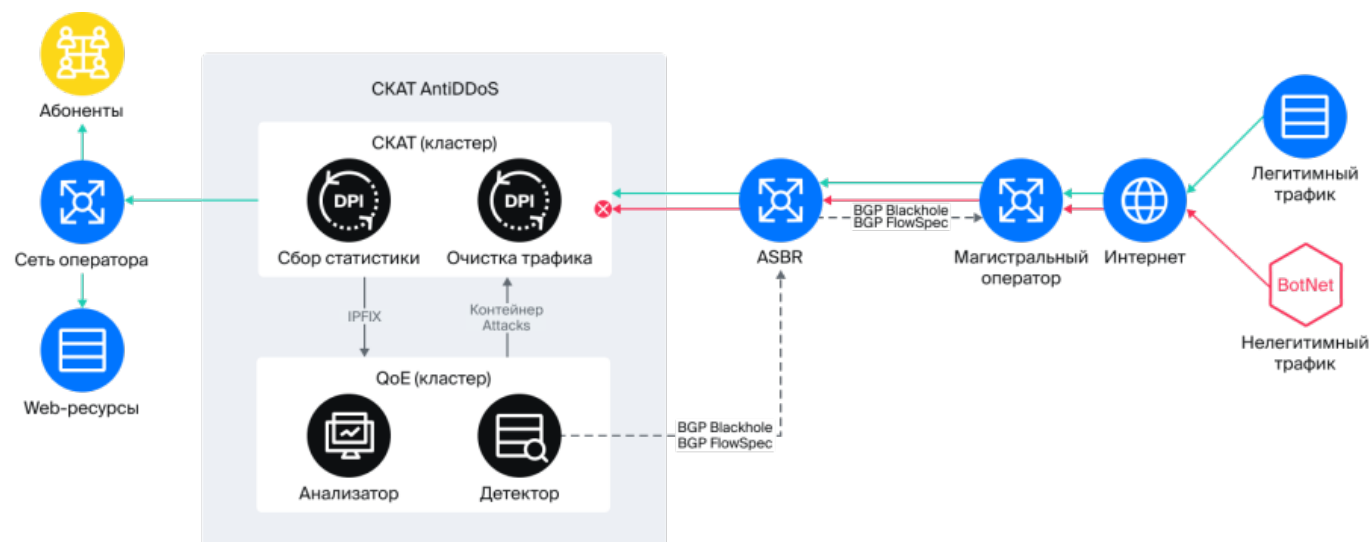 Абоненты
Сеть оператора
Web-ресурсы
СКАТ AntiDDoS
СКАТ (кластер)
DPI
DPI
Сбор статистики
Очистка трафика
IPFIX
Контейнер
Attacks
QoE (кластер)
Анализатор
Детектор
BGP Blackhole
BGP FlowSpec
ASBR
BGP Blackhole
BGP FlowSpec
Магистральный
оператор
Интернет
Легитимный
трафик
BotNet
Нелегитимный
трафик